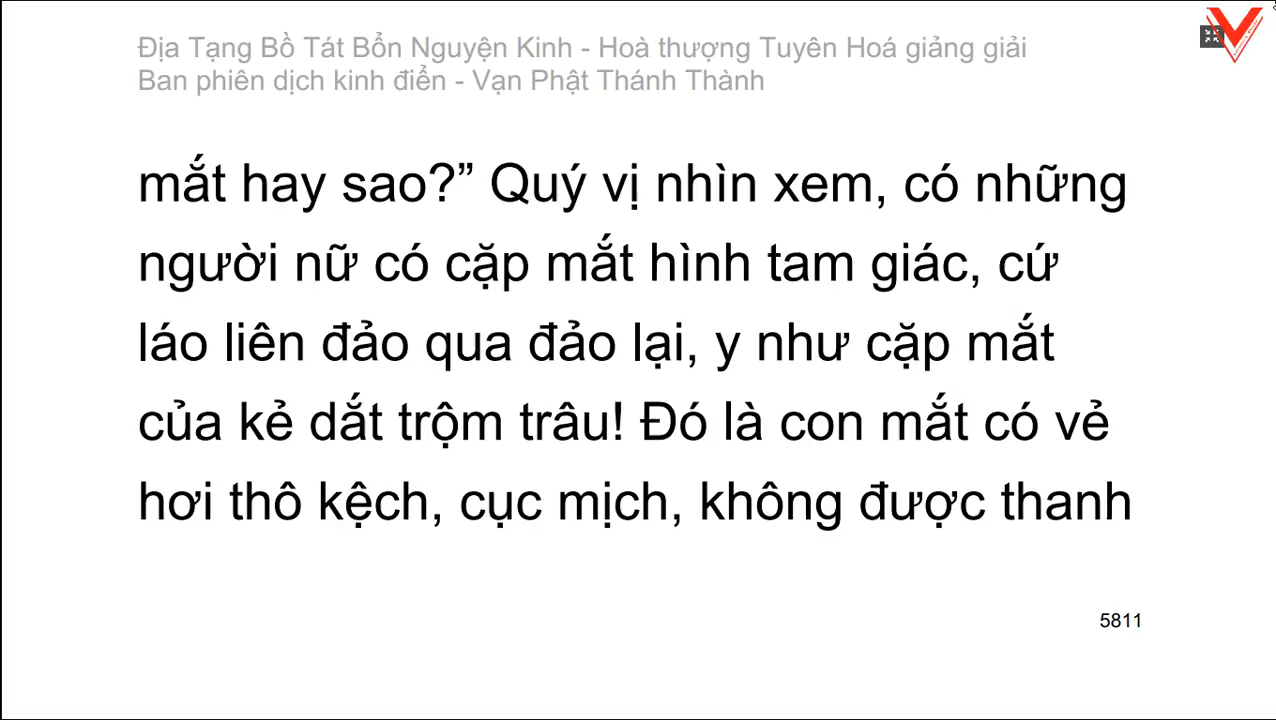 Địa Tạng Bồ Tát Bổn Nguyện Kinh - Hoà thượng Tuyên Hoá giảng giải
Ban phiên dịch kinh điển - Vạn Phật Thánh Thành
mắt hay sao?” Quý vị nhìn xem, có những
người nữ có cặp mắt hình tam giác, cứ
láo liên đảo qua đảo lại, y như cặp mắt
của kẻ dắt trộm trâu! Đó là con mắt có vẻ
hơi thô kệch, cục mịch, không được thanh
5811